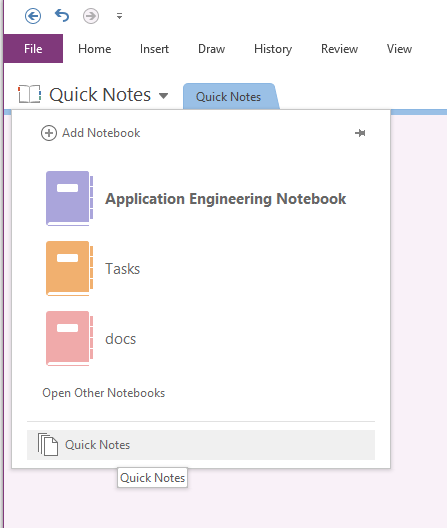 File Home Insert Draw History Review View
Quick Notes Quick Notes
Add Notebook
Application Engineering Notebook
Tasks
docs
Open Other Notebooks
Quick Notes
Quick Notes